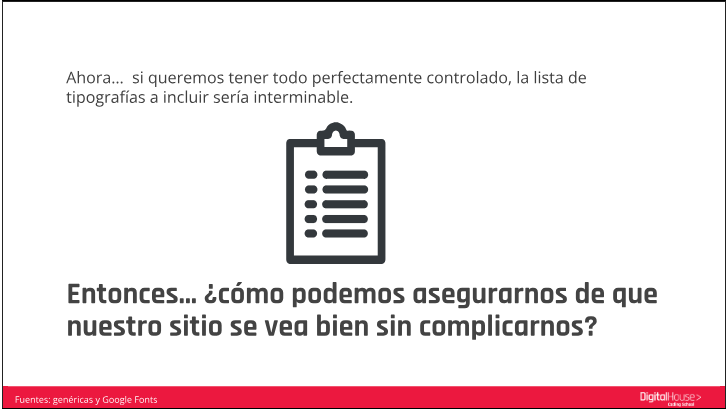 Ahora... si queremos tener todo perfectamente controlado, la lista de
tipografías a incluir sería interminable.
Entonces... ¿cómo podemos asegurarnos de que
nuestro sitio se vea bien sin complicarnos?
Fuentes: genéricas y Google Fonts
DigitalHouse>
Coding School